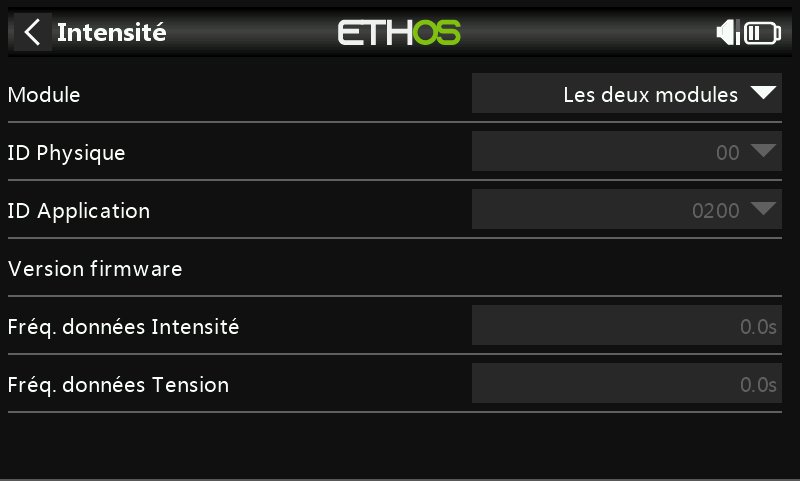 Intensité
ETHOS
Module
Les deux modules
ID Physique
00
ID Application
0200
Version firmware
Fréq. données Intensité
0.0s
Fréq. données Tension
0.0s